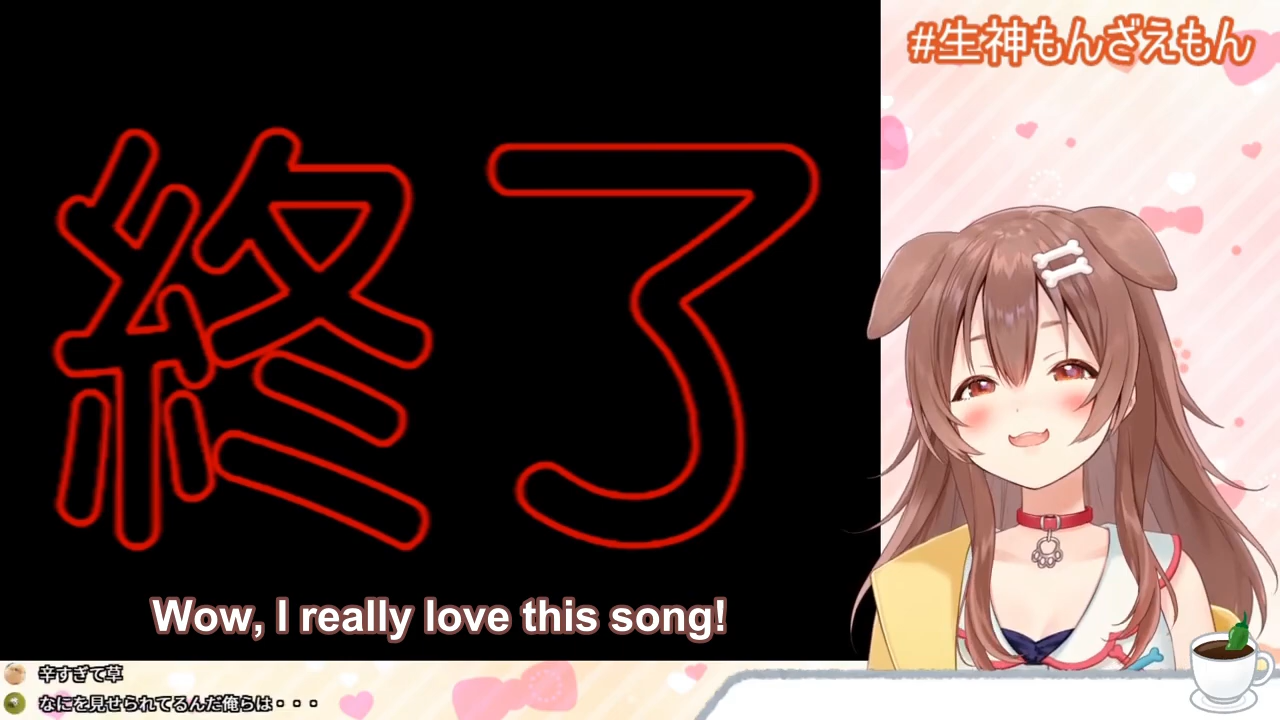 #生神もんざえもん
終了
Wow, I really love this song!
辛すぎて草
なにを見せられてるんだ俺らは・・・